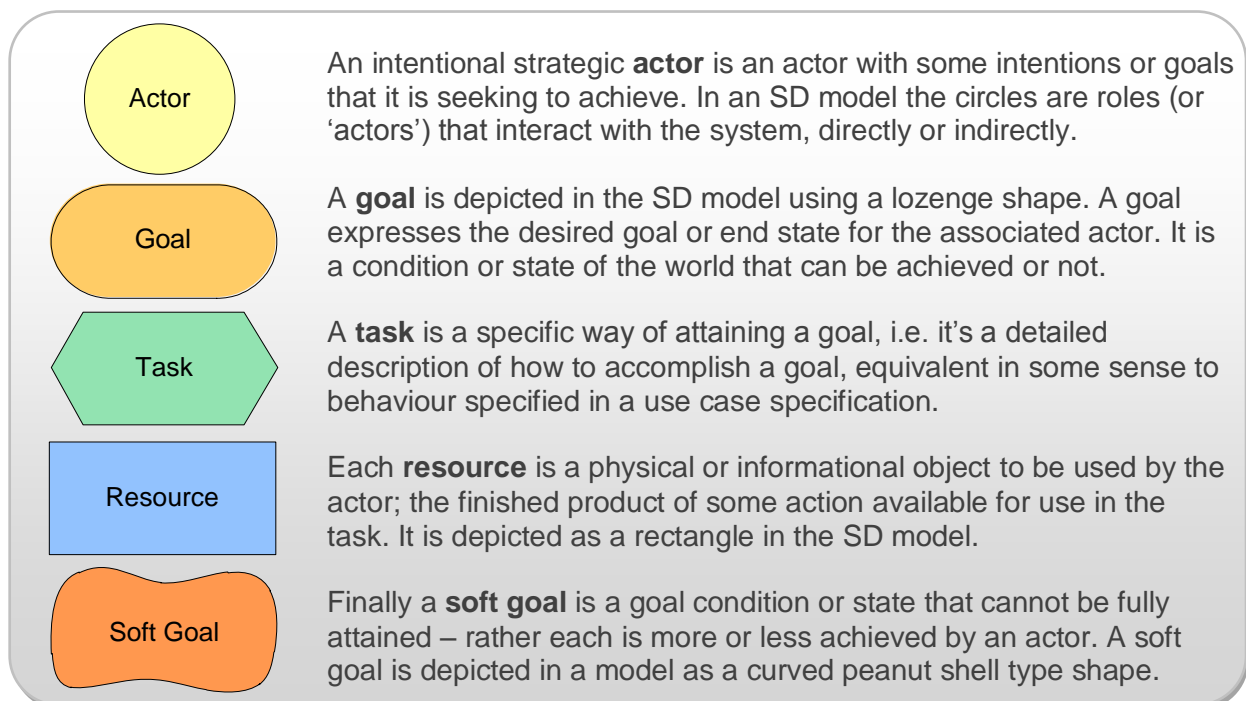 Actor
An intentional strategic actor is an actor with some intentions or goals
that it is seeking to achieve. In an SD model the circles are roles (or
‘actors’) that interact with the system, directly or indirectly.
Goal
A goal is depicted in the SD model using a lozenge shape. A goal
expresses the desired goal or end state for the associated actor. It is
a condition or state of the world that can be achieved or not.
Task
A task is a specific way of attaining a goal, i.e. it’s a detailed
description of how to accomplish a goal, equivalent in some sense to
behaviour specified in a use case specification.
Resource
Each resource is a physical or informational object to be used by the
actor; the finished product of some action available for use in the
task. It is depicted as a rectangle in the SD model.
Soft Goal
Finally a soft goal is a goal condition or state that cannot be fully
attained – rather each is more or less achieved by an actor. A soft
goal is depicted in a model as a curved peanut shell type shape.